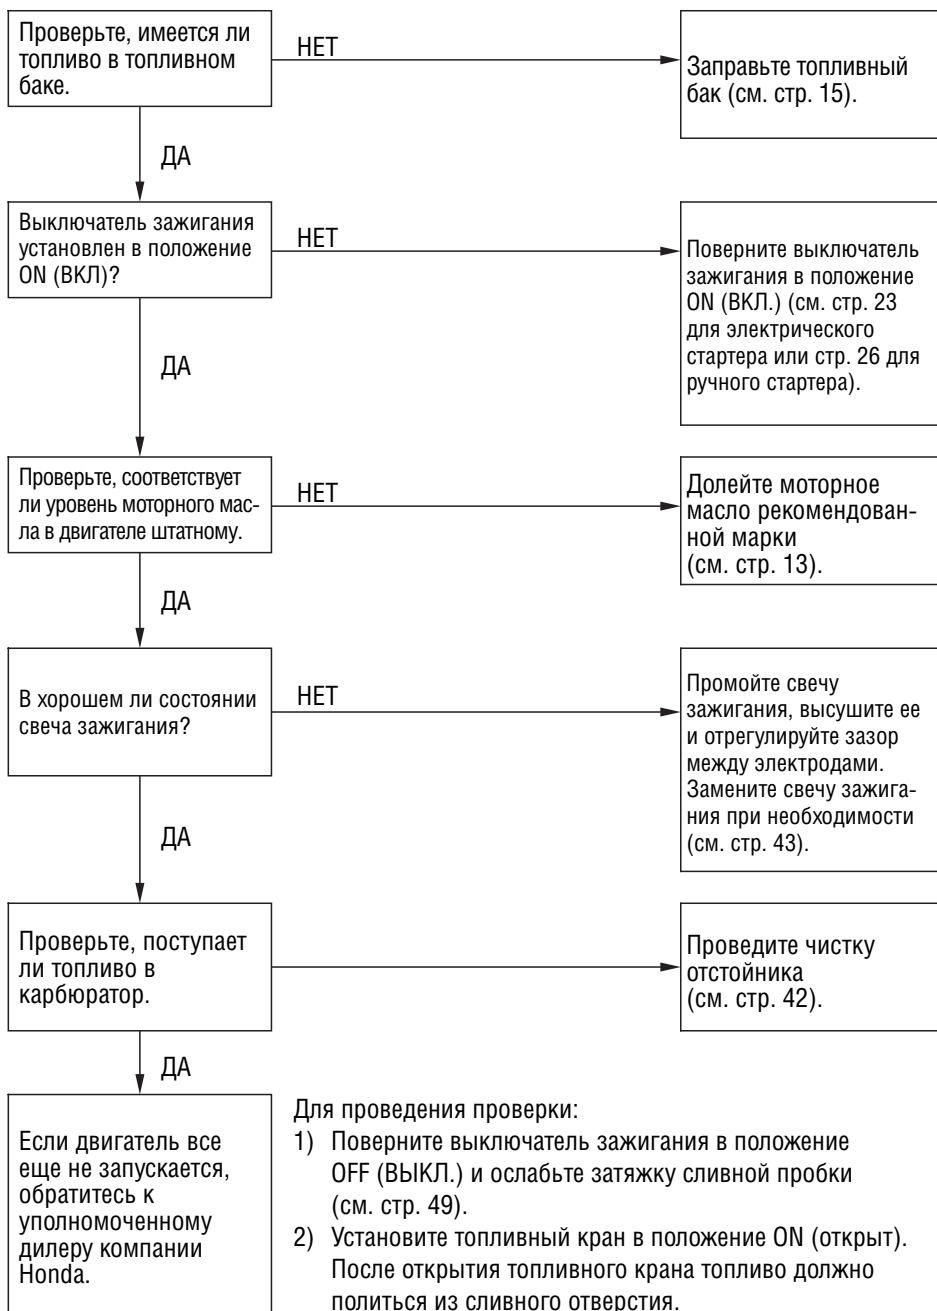 Проверьте, имеется ли
топливо в топливном
баке.
НЕТ
Заправьте топливный
бак (см. стр. 15).
ДА
Выключатель зажигания
установлен в положение
ON (ВКЛ)?
НЕТ
Поверните выключатель
зажигания в положение
ON (ВКЛ.) (см. стр. 23
для электрического
стартера или стр. 26 для
ручного стартера).
ДА
Проверьте, соответствует
ли уровень моторного мас-
ла в двигателе штатному.
НЕТ
Долейте моторное
масло рекомендован-
ной марки
(см. стр. 13).
ДА
В хорошем ли состоянии
свеча зажигания?
НЕТ
Промойте свечу
зажигания, высушите ее
и отрегулируйте зазор
между электродами.
Замените свечу зажига-
ния при необходимости
(см. стр. 43).
ДА
Проверьте, поступает
ли топливо в
карбюратор.
Проведите чистку
отстойника
(см. стр. 42).
ДА
Если двигатель все
еще не запускается,
обратитесь к
уполномоченному
дилеру компании
Honda.
Для проведения проверки:
1) Поверните выключатель зажигания в положение
OFF (ВЫКЛ.) и ослабьте затяжку сливной пробки
(см. стр. 49).
2) Установите топливный кран в положение ON (открыт).
После открытия топливного крана топливо должно
политься из сливного отверстия.